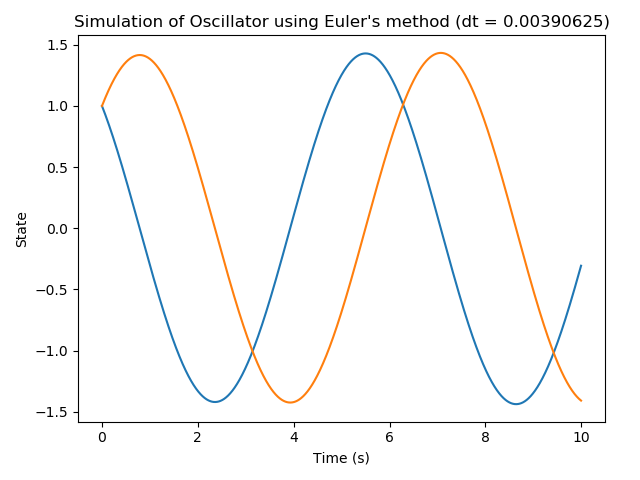 Simulation of Oscillator using Euler's method (dt = 0.00390625)
1.5
1.0
0.5
0.0
−0.5
−1.0
−1.5
State
0 2 4 6 8 10
Time (s)